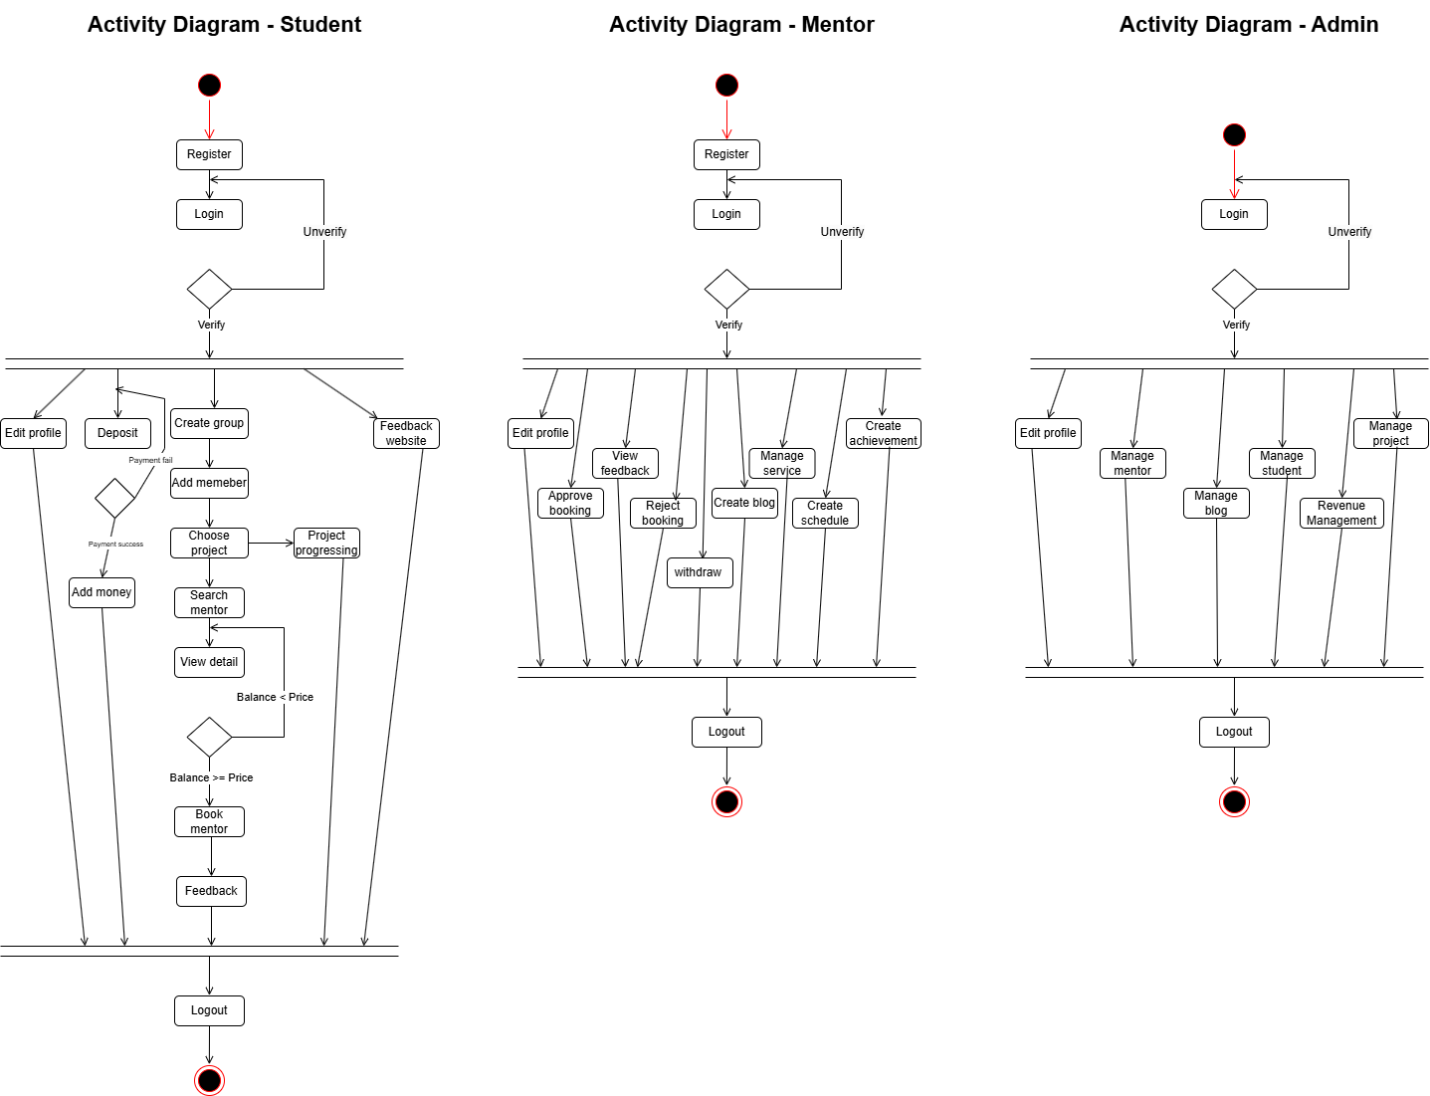 Activity Diagram - Student
Register
Login
Unverify
Verify
Edit profile
Deposit
Create group
Feedback
website
Payment fail
Add memeber
Payment success
Choose
project
Project
progressing
Add money
Search
mentor
View detail
Balance < Price
Balance >= Price
Book
mentor
Feedback
Logout
Activity Diagram - Mentor
Register
Login
Unverify
Verify
Edit profile
Create
achievement
View
feedback
Manage
service
Approve
booking
Reject
booking
Create blog
Create
schedule
withdraw
Logout
Activity Diagram - Admin
Login
Unverify
Verify
Edit profile
Manage
project
Manage
mentor
Manage
student
Manage
blog
Revenue
Management
Logout